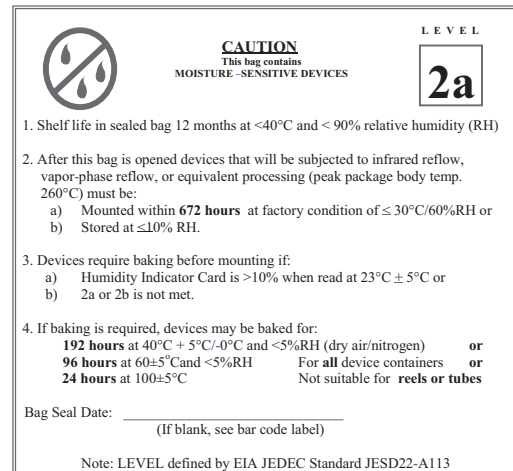 LEVEL
CAUTION
This bag contains
MOISTURE –SENSITIVE DEVICES
2a
1. Shelf life in sealed bag 12 months at <40°C and < 90% relative humidity (RH)
2. After this bag is opened devices that will be subjected to infrared reflow,
vapor-phase reflow, or equivalent processing (peak package body temp.
260°C) must be:
a) Mounted within 672 hours at factory condition of ≤ 30°C/60%RH or
b) Stored at ≤10% RH.
3. Devices require baking before mounting if:
a) Humidity Indicator Card is >10% when read at 23°C ± 5°C or
b) 2a or 2b is not met.
4. If baking is required, devices may be baked for:
192 hours at 40°C + 5°C/-0°C and <5%RH (dry air/nitrogen) or
96 hours at 60±5°Cand <5%RH For all device containers or
24 hours at 100±5°C Not suitable for reels or tubes
Bag Seal Date: ______________________________
(If blank, see bar code label)
Note: LEVEL defined by EIA JEDEC Standard JESD22-A113